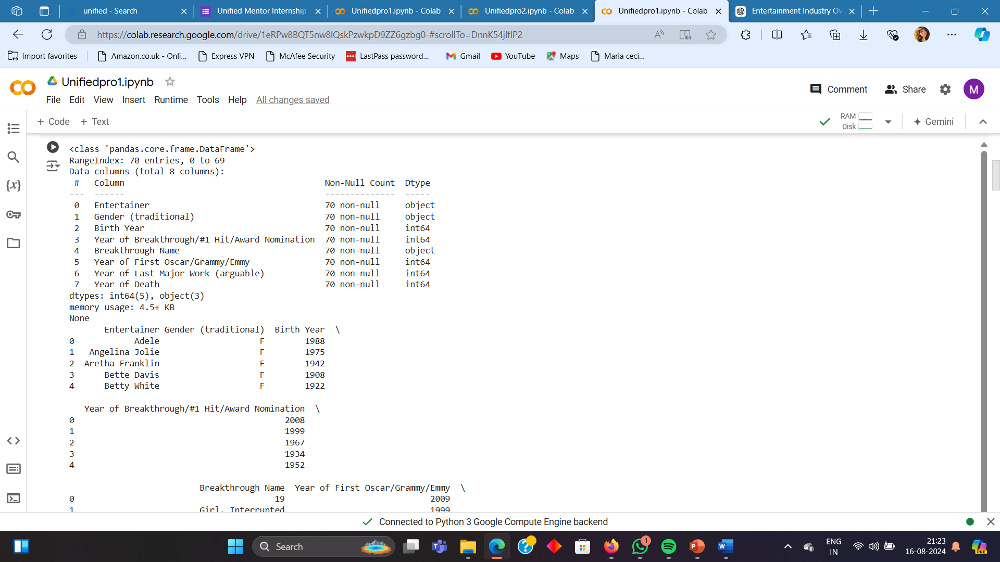 unified - Search
Unified Mentor Internship
Unifiedpro1.ipynb - Colab
Unifiedpro2.ipynb - Colab
Unifiedpro1.ipynb - Colab
Entertainment Industry Ov
https://colab.research.google.com/drive/1eRPw8BQT5nw8lQskPzwkpD9ZZ6gzbg0-#scrollTo=DnnK54jlflP2
Import favorites
Amazon.co.uk - Onli...
Express VPN
McAfee Security
LastPass password...
Gmail
YouTube
Maps
Maria ceci...
Unifiedpro1.ipynb
Comment
Share
M
File Edit View Insert Runtime Tools Help All changes saved
+ Code + Text
RAM
Disk
Gemini
<class 'pandas.core.frame.DataFrame'>
RangeIndex: 70 entries, 0 to 69
Data columns (total 8 columns):
# Column Non-Null Count Dtype
--- ------ -------------- -----
0 Entertainer 70 non-null object
1 Gender (traditional) 70 non-null object
2 Birth Year 70 non-null int64
3 Year of Breakthrough/#1 Hit/Award Nomination 70 non-null int64
4 Breakthrough Name 70 non-null object
5 Year of First Oscar/Grammy/Emmy 70 non-null int64
6 Year of Last Major Work (arguable) 70 non-null int64
7 Year of Death 70 non-null int64
dtypes: int64(5), object(3)
memory usage: 4.5+ KB
None
Entertainer Gender (traditional) Birth Year \
0 Adele F 1988
1 Angelina Jolie F 1975
2 Aretha Franklin F 1942
3 Bette Davis F 1908
4 Betty White F 1922
Year of Breakthrough/#1 Hit/Award Nomination \
0 2008
1 1999
2 1967
3 1934
4 1952
Breakthrough Name Year of First Oscar/Grammy/Emmy \
0 19 2009
1 Girl, Interrupted 1999
Connected to Python 3 Google Compute Engine backend
Search
1
ENG
IN
21:23
16-08-2024
PRE